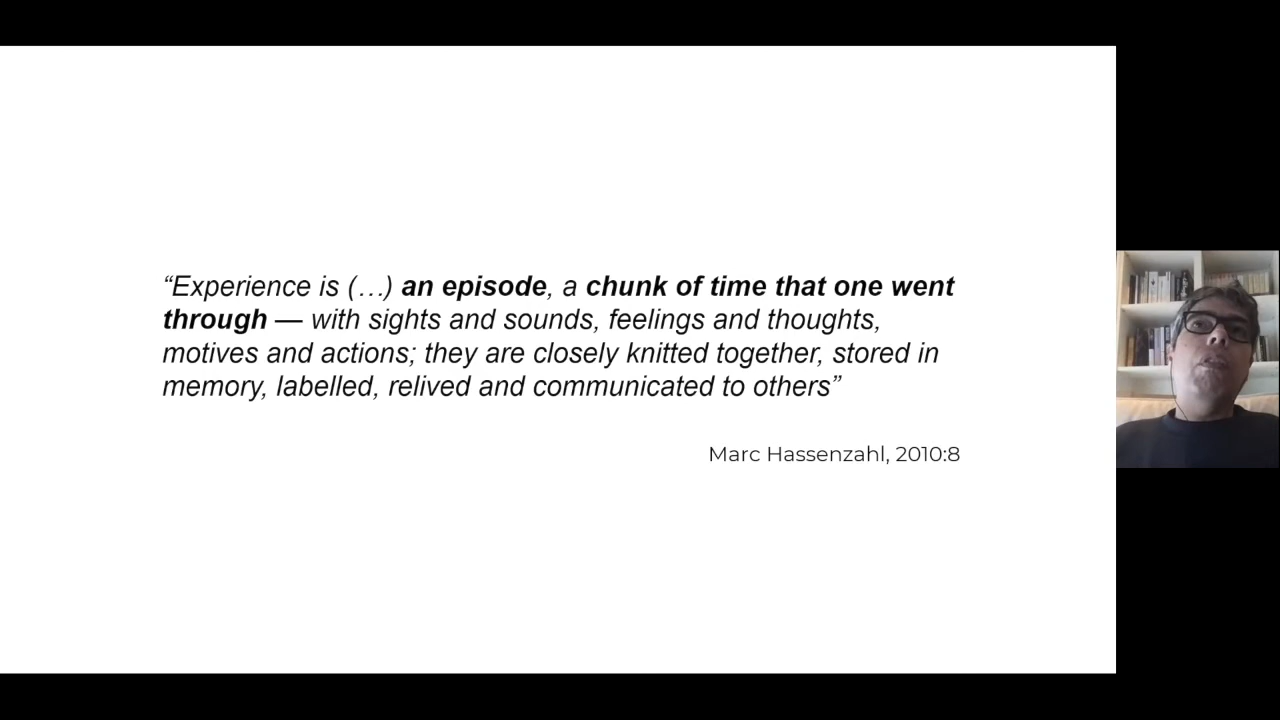 “Experience is (…) an episode, a chunk of time that one went
through — with sights and sounds, feelings and thoughts,
motives and actions; they are closely knitted together, stored in
memory, labelled, relived and communicated to others”
Marc Hassenzahl, 2010:8